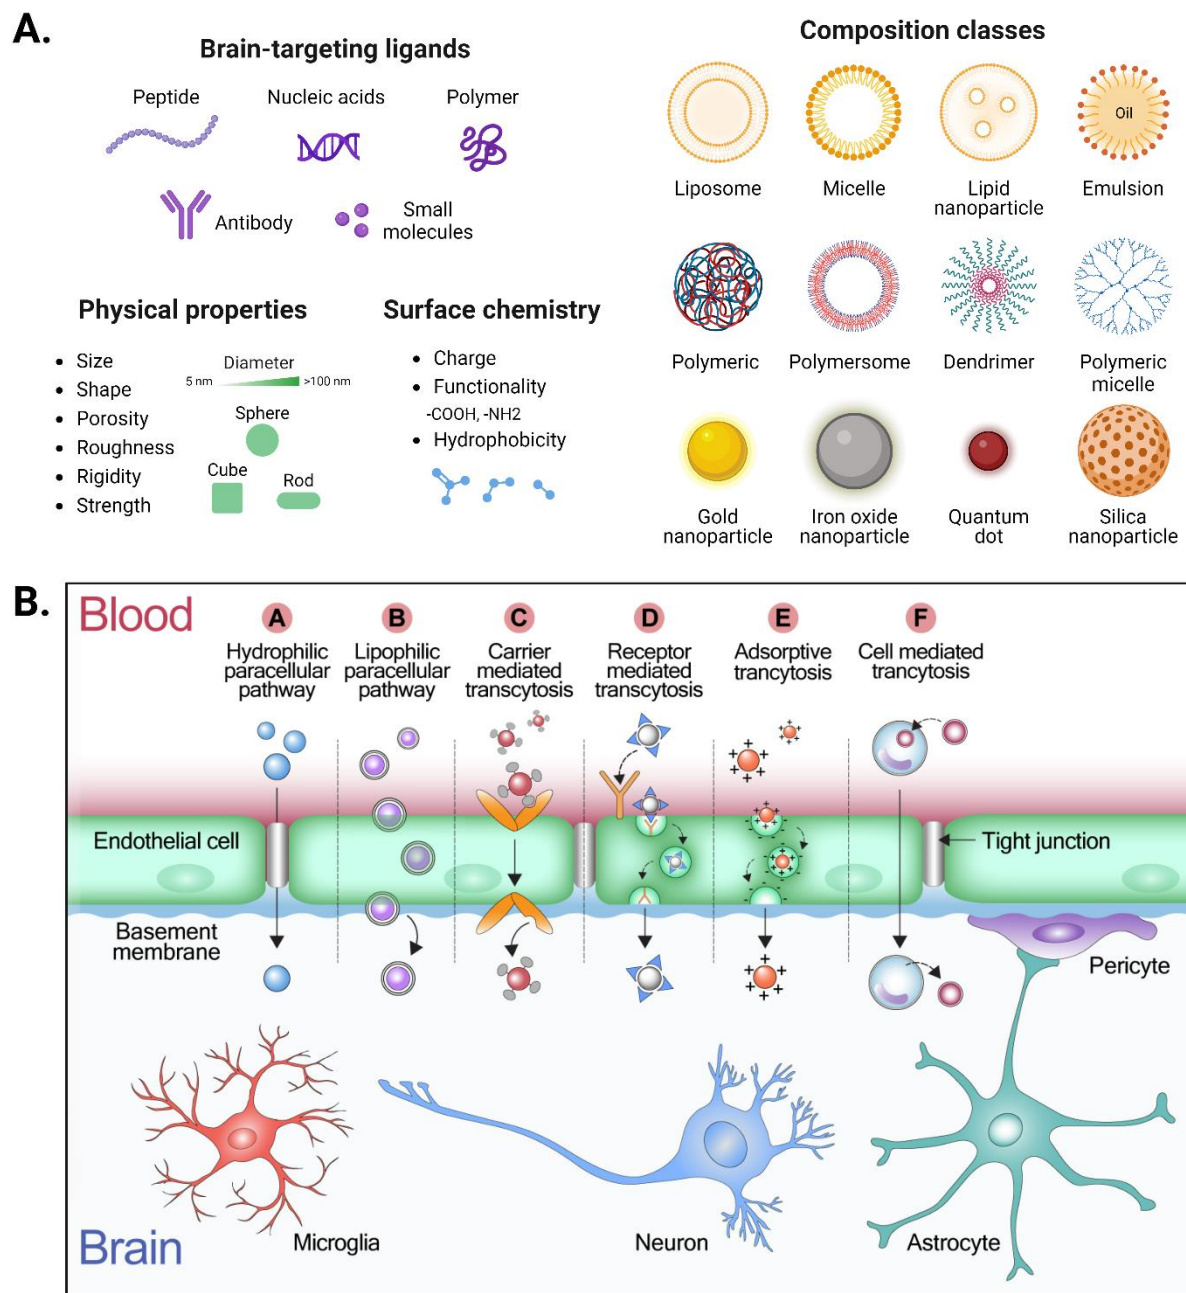 A.
Brain-targeting ligands
Peptide
Nucleic acids
Polymer
Antibody
Small
molecules
Physical properties
• Size
• Shape
• Porosity
• Roughness
• Rigidity
• Strength
Diameter
5 nm
>100 nm
Sphere
Cube
Rod
Surface chemistry
• Charge
• Functionality
-COOH, -NH2
• Hydrophobicity
Composition classes
Oil
Liposome
Micelle
Lipid
nanoparticle
Emulsion
Polymeric
Polymersome
Dendrimer
Polymeric
micelle
Gold
nanoparticle
Iron oxide
nanoparticle
Quantum
dot
Silica
nanoparticle
B.
Blood
A
Hydrophilic
paracellular
pathway
B
Lipophilic
paracellular
pathway
C
Carrier
mediated
transcytosis
D
Receptor
mediated
transcytosis
E
Adsorptive
trancytosis
F
Cell mediated
trancytosis
Endothelial cell
Tight junction
Basement
membrane
Pericyte
Microglia
Neuron
Astrocyte
Brain